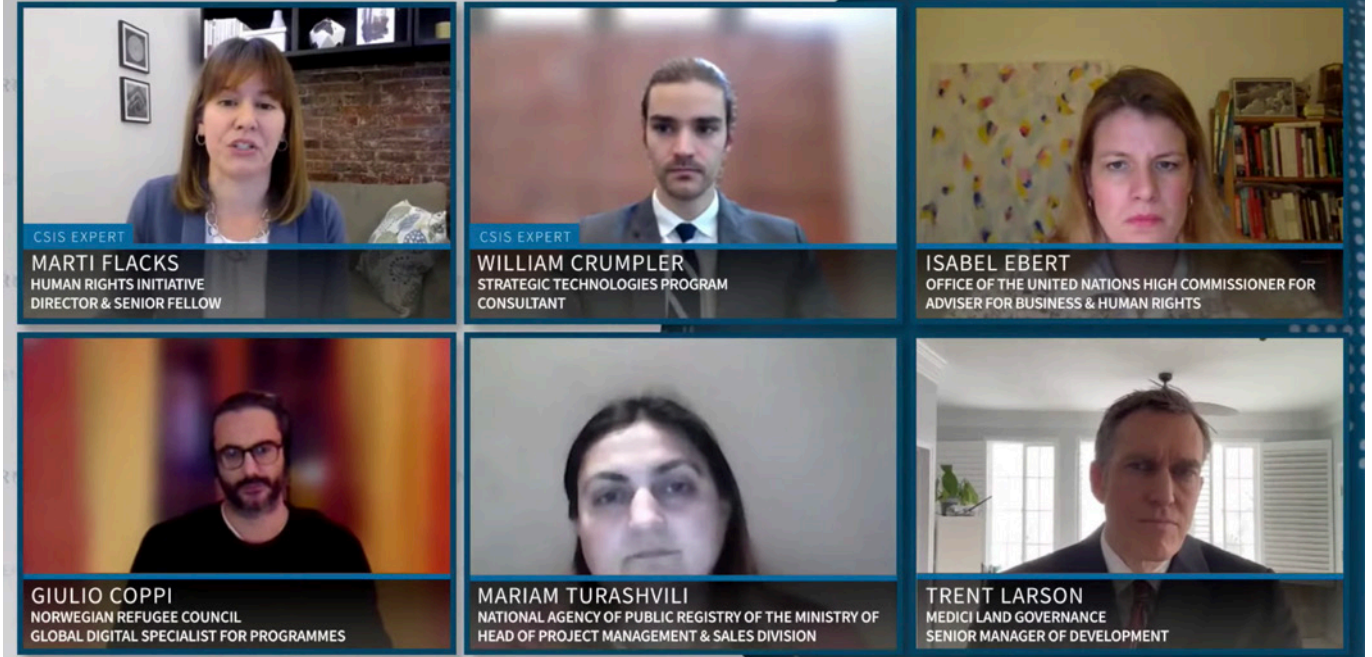 CSIS EXPERT
MARTI FLACKS
HUMAN RIGHTS INITIATIVE
DIRECTOR & SENIOR FELLOW
CSIS EXPERT
WILLIAM CRUMPLER
STRATEGIC TECHNOLOGIES PROGRAM
CONSULTANT
ISABEL EBERT
OFFICE OF THE UNITED NATIONS HIGH COMMISSIONER FOR
ADVISER FOR BUSINESS & HUMAN RIGHTS
GIULIO COPPI
NORWEGIAN REFUGEE COUNCIL
GLOBAL DIGITAL SPECIALIST FOR PROGRAMMES
MARIAM TURASHVILI
NATIONAL AGENCY OF PUBLIC REGISTRY OF THE MINISTRY OF
HEAD OF PROJECT MANAGEMENT & SALES DIVISION
TRENT LARSON
MEDICI LAND GOVERNANCE
SENIOR MANAGER OF DEVELOPMENT